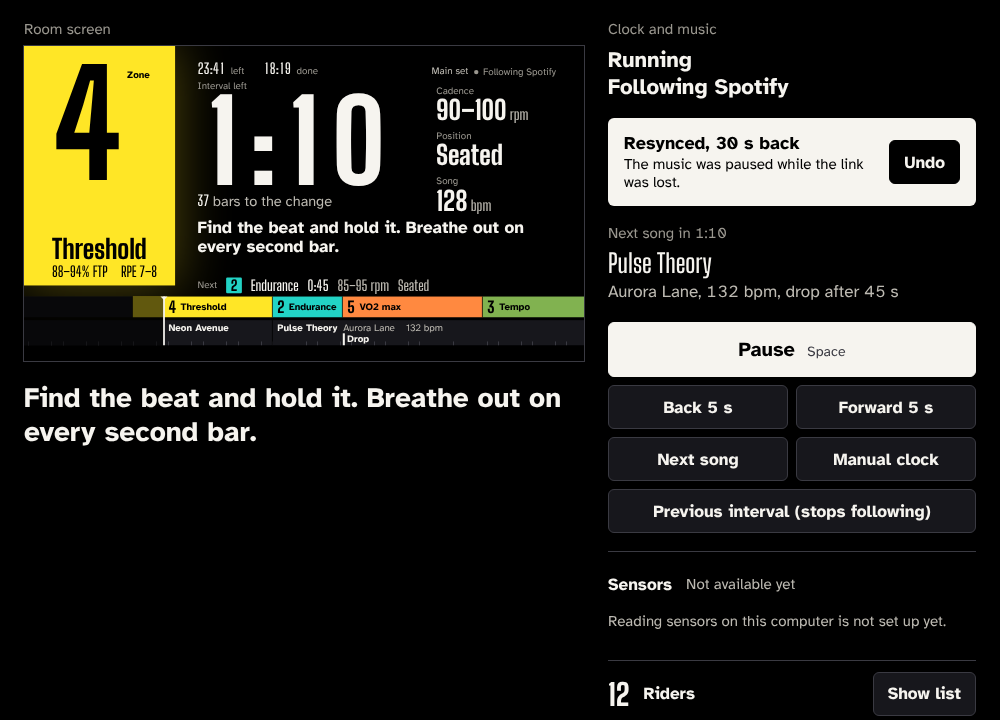 Room screen
4 Zone
23:41 left 18:19 done
Interval left
1:10
37 bars to the change
Main set • Following Spotify
Cadence
90–100 rpm
Position
Seated
Song
128 bpm
Threshold
88–94% FTP RPE 7–8
Find the beat and hold it. Breathe out on
every second bar.
Next 2 Endurance 0:45 85–95 rpm Seated
4 Threshold 2 Endurance 5 VO2 max 3 Tempo
Neon Avenue Pulse Theory Aurora Lane 132 bpm
Drop
Find the beat and hold it. Breathe out on
every second bar.
Clock and music
Running
Following Spotify
Resynced, 30 s back
The music was paused while the link
was lost.
Undo
Next song in 1:10
Pulse Theory
Aurora Lane, 132 bpm, drop after 45 s
Pause Space
Back 5 s Forward 5 s
Next song Manual clock
Previous interval (stops following)
Sensors Not available yet
Reading sensors on this computer is not set up yet.
12 Riders Show list